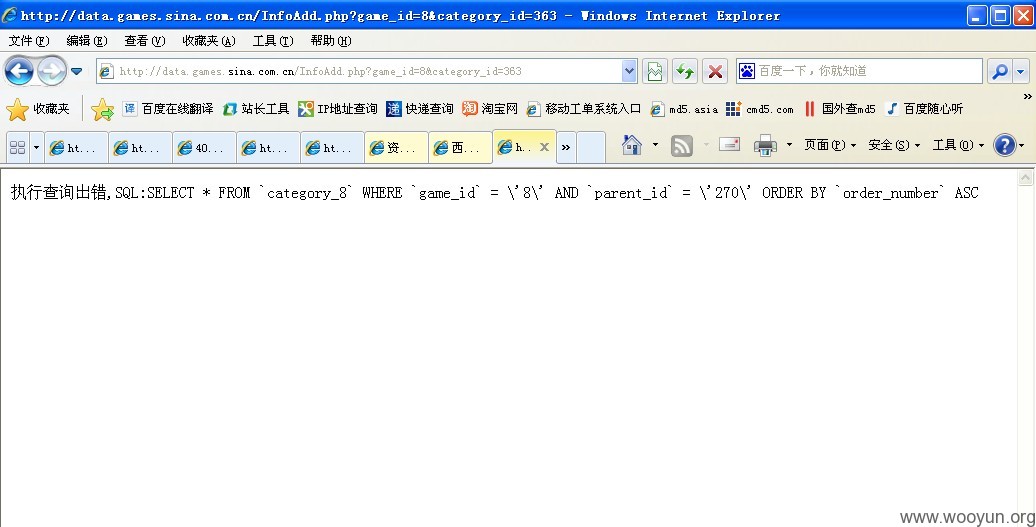 http://data.games.sina.com.cn/InfoAdd.php?game_id=8&category_id=363 - Windows Internet Explorer
文件(F) 编辑(E) 查看(V) 收藏夹(A) 工具(T) 帮助(H)
http://data.games.sina.com.cn/InfoAdd.php?game_id=8&category_id=363 百度一下，你就知道
收藏夹 译 百度在线翻译 站长工具 IP地址查询 递 快递查询 淘 淘宝网 移动工单系统入口 md5.asia cmd5.com 国外查md5 百度随心听 »
ht... ht... 40... ht... ht... 资... 西... h... × » 页面(P) 安全(S) 工具(O)
执行查询出错,SQL:SELECT * FROM `category_8` WHERE `game_id` = \'8\' AND `parent_id` = \'270\' ORDER BY `order_number` ASC
www.wooyun.org